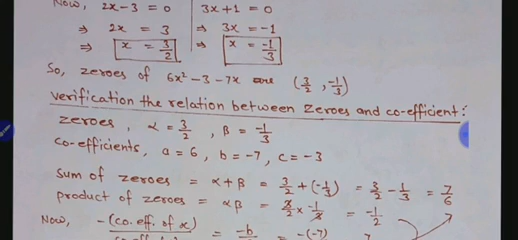 Now, 2x-3 = 0 3x+1 = 0
⇒ 2x = 3 ⇒ 3x = -1
⇒ x = 3/2 ⇒ x = -1/3
So, zeroes of 6x²-3-7x are (3/2, -1/3)
verification the relation between zeroes and co-efficient:
zeroes, α = 3/2, β = -1/3
co-efficients, a = 6, b = -7, c = -3
Sum of zeroes = α+β = 3/2 + (-1/3) = 3/2 - 1/3 = 7/6
product of zeroes = αβ = 3/2 x -1/3 = -1/2
Now, -(co. eff. of x) = -b = -(-7) 7